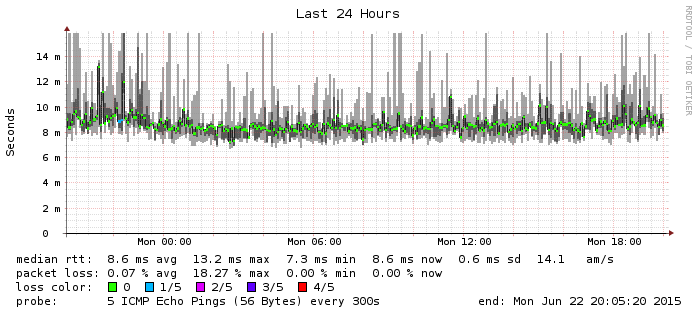 Last 24 Hours
RRDTOOL / TOBI OETIKER
Seconds
14 m
12 m
10 m
8 m
6 m
4 m
2 m
0
Mon 00:00 Mon 06:00 Mon 12:00 Mon 18:00
median rtt: 8.6 ms avg 13.2 ms max 7.3 ms min 8.6 ms now 0.6 ms sd 14.1 am/s
packet loss: 0.07 % avg 18.27 % max 0.00 % min 0.00 % now
loss color: 0 1/5 2/5 3/5 4/5
probe: 5 ICMP Echo Pings (56 Bytes) every 300s end: Mon Jun 22 20:05:20 2015